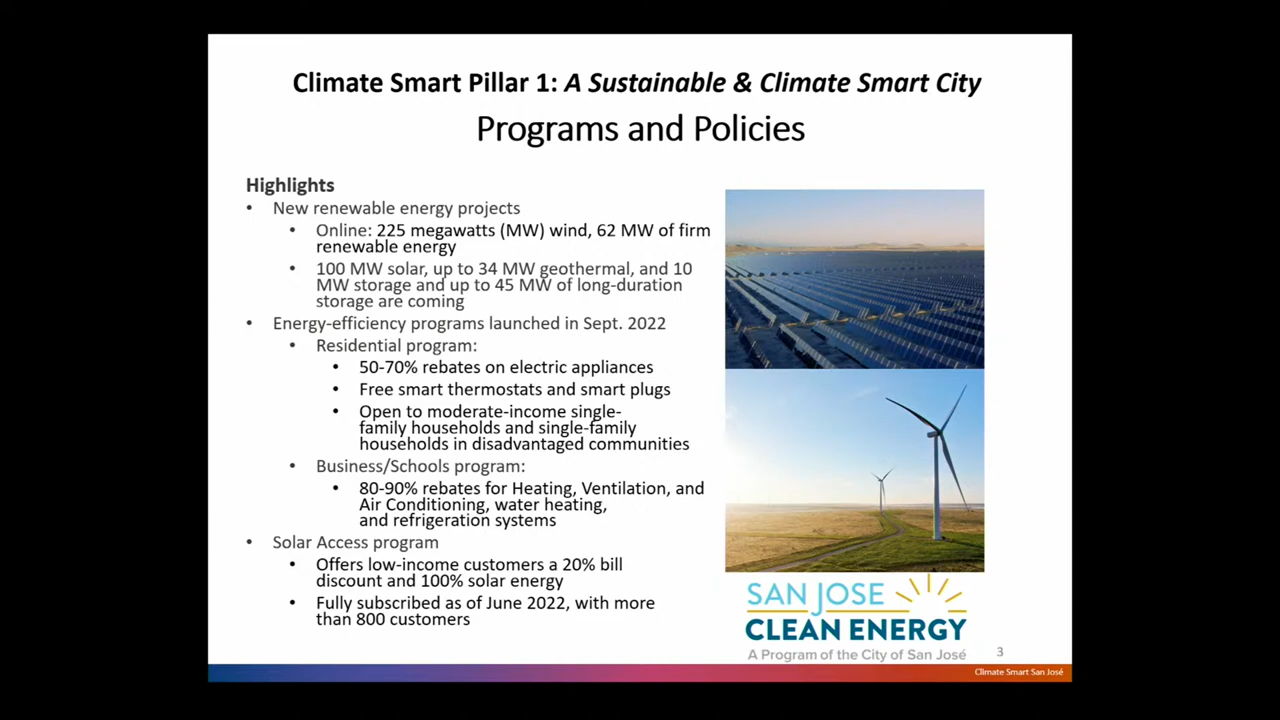 Climate Smart Pillar 1: A Sustainable & Climate Smart City
Programs and Policies
Highlights
• New renewable energy projects
• Online: 225 megawatts (MW) wind, 62 MW of firm
renewable energy
• 100 MW solar, up to 34 MW geothermal, and 10
MW storage and up to 45 MW of long-duration
storage are coming
• Energy-efficiency programs launched in Sept. 2022
• Residential program:
• 50-70% rebates on electric appliances
• Free smart thermostats and smart plugs
• Open to moderate-income single-
family households and single-family
households in disadvantaged communities
• Business/Schools program:
• 80-90% rebates for Heating, Ventilation, and
Air Conditioning, water heating,
and refrigeration systems
• Solar Access program
• Offers low-income customers a 20% bill
discount and 100% solar energy
• Fully subscribed as of June 2022, with more
than 800 customers
SAN JOSE
CLEAN ENERGY
A Program of the City of San José
3
Climate Smart San José